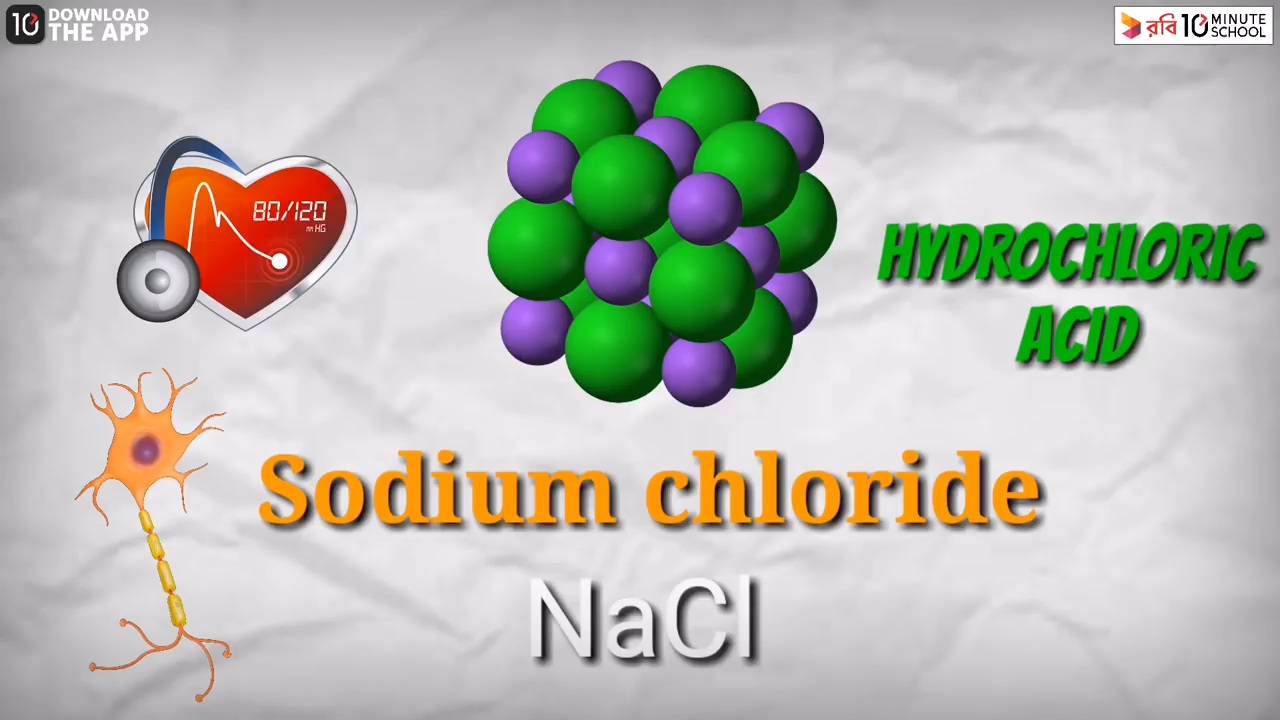 10 DOWNLOAD
THE APP
রবি 10 MINUTE
SCHOOL
80/120
mm HG
HYDROCHLORIC
ACID
Sodium chloride
NaCl